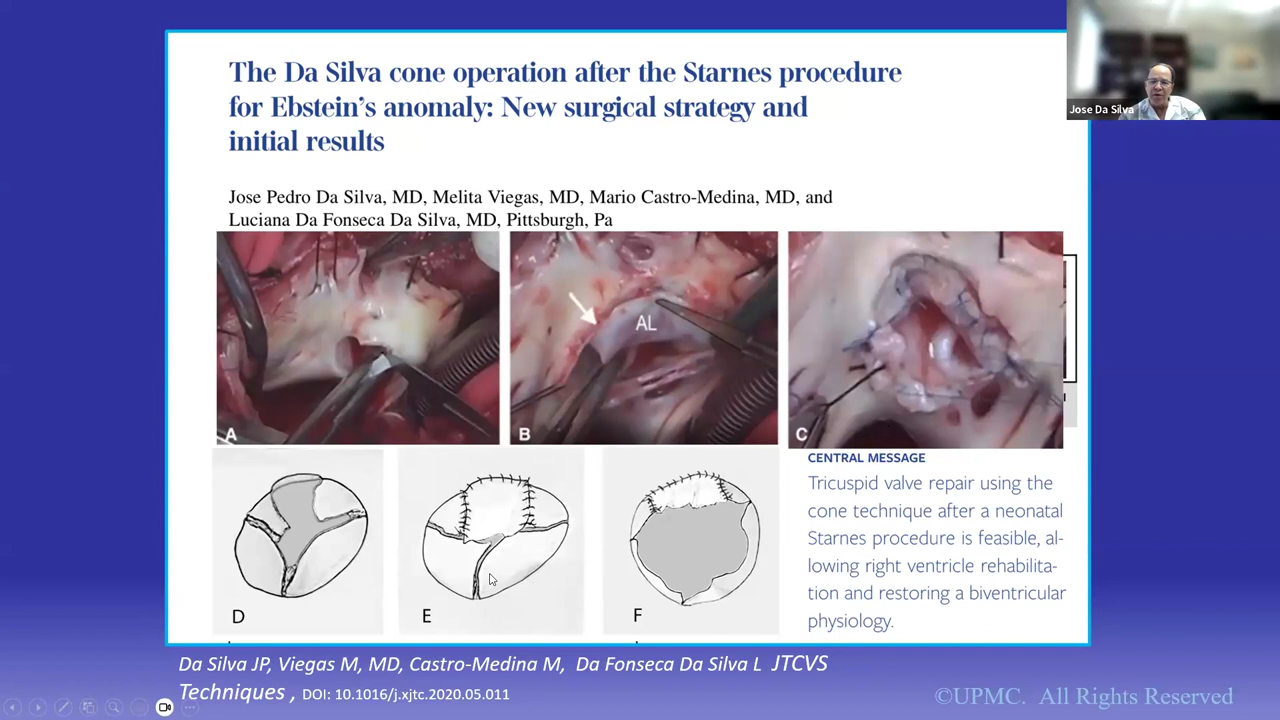 The Da Silva cone operation after the Starnes procedure
for Ebstein's anomaly: New surgical strategy and
initial results
Jose Da Silva
Jose Pedro Da Silva, MD, Melita Viegas, MD, Mario Castro-Medina, MD, and
Luciana Da Fonseca Da Silva, MD, Pittsburgh, Pa
AL
A
B
C
CENTRAL MESSAGE
Tricuspid valve repair using the
cone technique after a neonatal
Starnes procedure is feasible, al-
lowing right ventricle rehabilita-
tion and restoring a biventricular
physiology.
D
E
F
Da Silva JP, Viegas M, MD, Castro-Medina M, Da Fonseca Da Silva L JTCVS
Techniques , DOI: 10.1016/j.xjtc.2020.05.011
©UPMC. All Rights Reserved